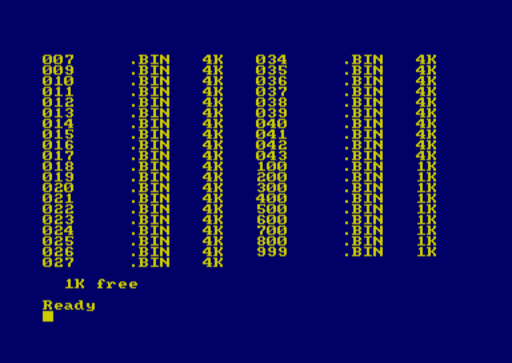 007 .BIN 4K 034 .BIN 4K
009 .BIN 4K 035 .BIN 4K
010 .BIN 4K 036 .BIN 4K
011 .BIN 4K 037 .BIN 4K
012 .BIN 4K 038 .BIN 4K
013 .BIN 4K 039 .BIN 4K
014 .BIN 4K 040 .BIN 4K
015 .BIN 4K 041 .BIN 4K
016 .BIN 4K 042 .BIN 4K
017 .BIN 4K 043 .BIN 4K
018 .BIN 4K 100 .BIN 1K
019 .BIN 4K 200 .BIN 1K
020 .BIN 4K 300 .BIN 1K
021 .BIN 4K 400 .BIN 1K
022 .BIN 4K 500 .BIN 1K
023 .BIN 4K 600 .BIN 1K
024 .BIN 4K 700 .BIN 1K
025 .BIN 4K 800 .BIN 1K
026 .BIN 4K 999 .BIN 1K
027 .BIN 4K
1K free
Ready